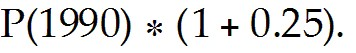 P(1990) * (1 + 0.25).